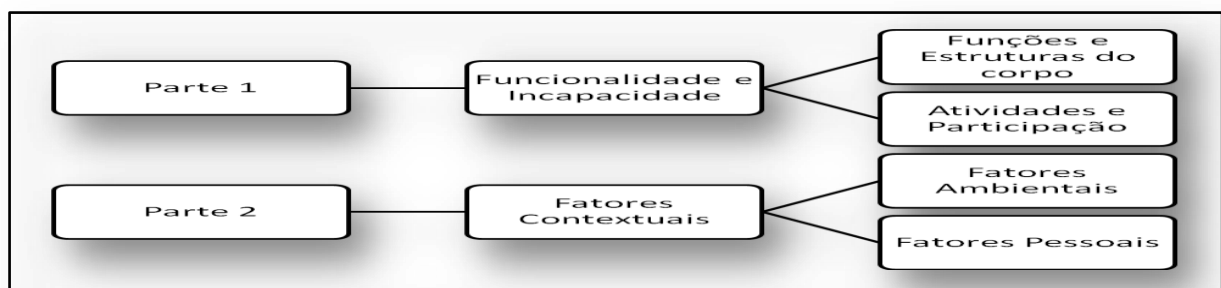 Parte 1
Funcionalidade e
Incapacidade
Funções e
Estruturas do
corpo
Atividades e
Participação
Parte 2
Fatores
Contextuais
Fatores
Ambientais
Fatores Pessoais